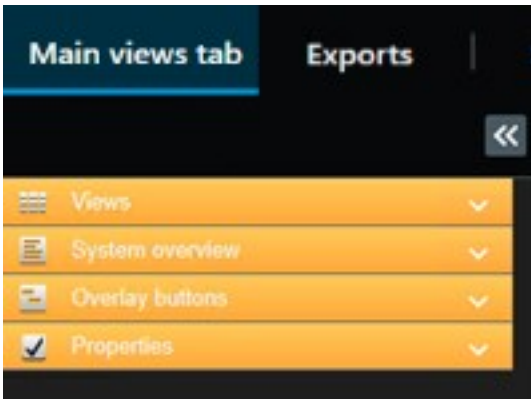 Main views tab Exports
Views
System overview
Overlay buttons
Properties